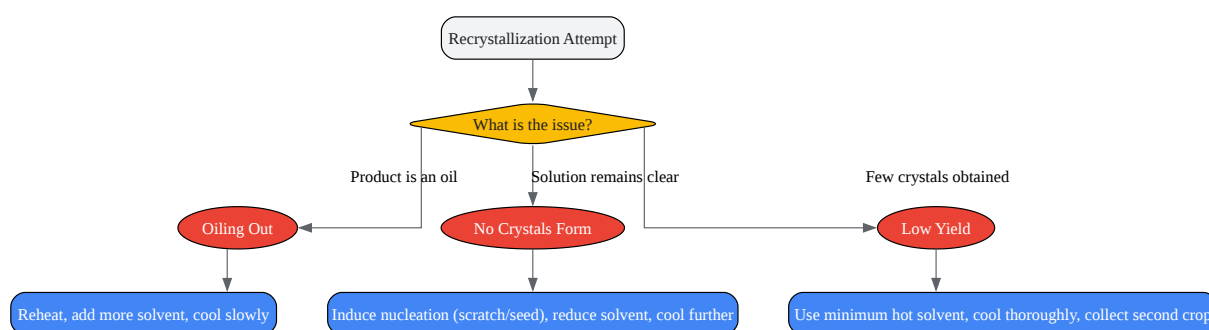 Recrystallization Attempt
What is the issue?
Product is an oil
Solution remains clear
Few crystals obtained
Oiling Out
No Crystals Form
Low Yield
Reheat, add more solvent, cool slowly
Induce nucleation (scratch/seed), reduce solvent, cool further
Use minimum hot solvent, cool thoroughly, collect second crop